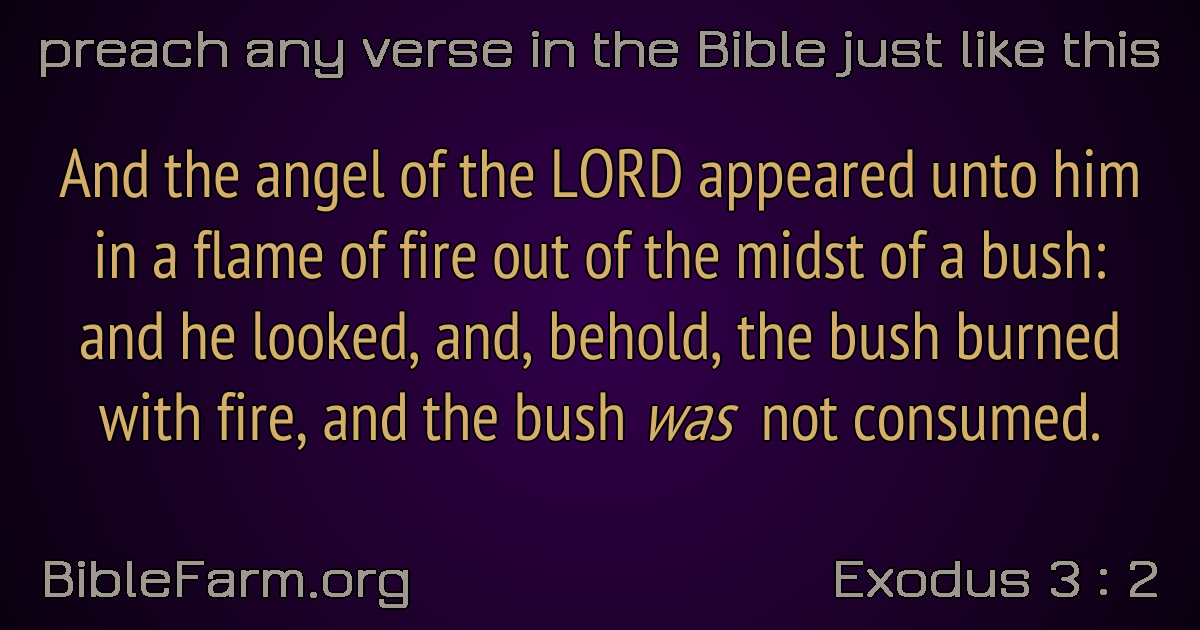 preach any verse in the Bible just like this
And the angel of the LORD appeared unto him
in a flame of fire out of the midst of a bush:
and he looked, and, behold, the bush burned
with fire, and the bush was not consumed.
BibleFarm.org
Exodus 3 : 2